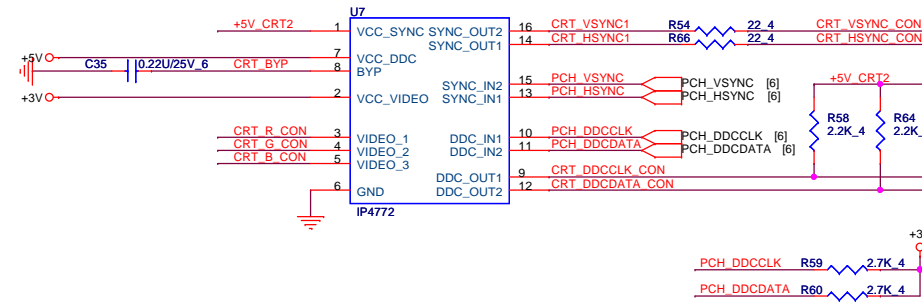 U7
+5V_CRT2 1 VCC_SYNC SYNC_OUT2 16 CRT_VSYNC1 R54 22_4 CRT_VSYNC_CON
SYNC_OUT1 14 CRT_HSYNC1 R66 22_4 CRT_HSYNC_CON
+5V 7 VCC_DDC
C35 0.22U/25V_6 CRT_BYP 8 BYP
SYNC_IN2 15 PCH_VSYNC PCH_VSYNC [6]
+3V 2 VCC_VIDEO SYNC_IN1 13 PCH_HSYNC PCH_HSYNC [6]
+5V_CRT2
R58 2.2K_4
R64 2.2K_
CRT_R_CON 3 VIDEO_1 DDC_IN1 10 PCH_DDCCLK PCH_DDCCLK [6]
CRT_G_CON 4 VIDEO_2 DDC_IN2 11 PCH_DDCDATA PCH_DDCDATA [6]
CRT_B_CON 5 VIDEO_3
DDC_OUT1 9 CRT_DDCCLK_CON
6 GND DDC_OUT2 12 CRT_DDCDATA_CON
IP4772
+3
PCH_DDCCLK R59 2.7K_4
PCH_DDCDATA R60 2.7K_4